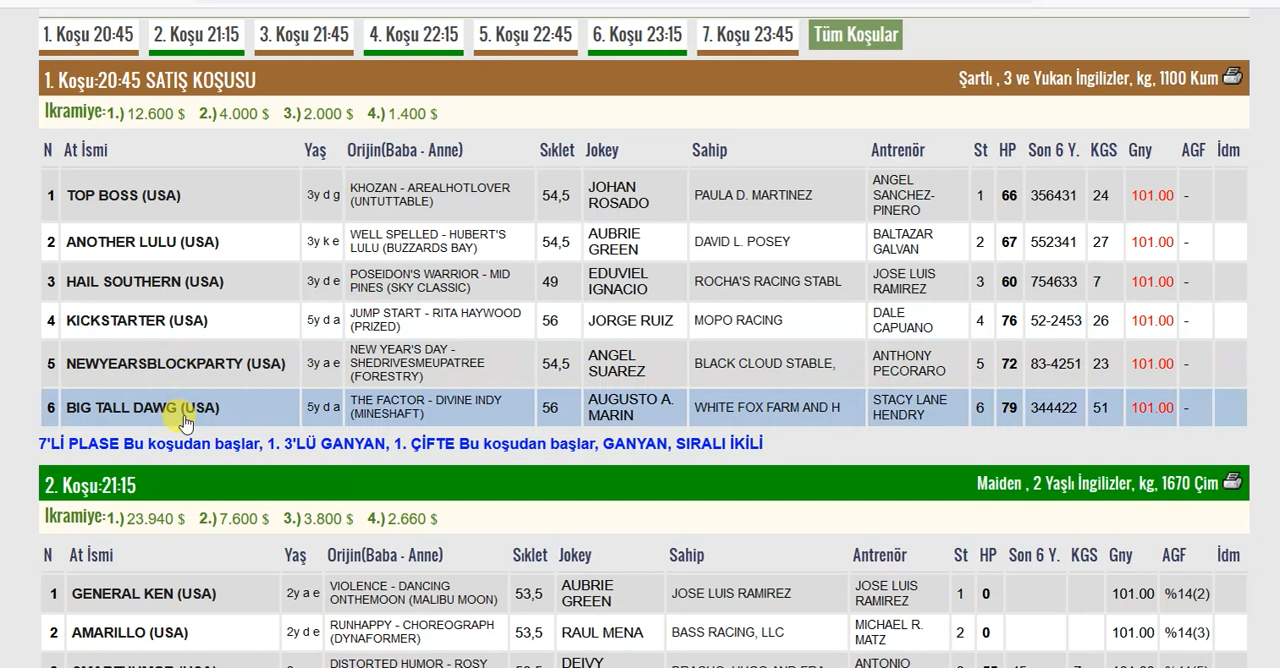 1. Koşu 20:45 2. Koşu 21:15 3. Koşu 21:45 4. Koşu 22:15 5. Koşu 22:45 6. Koşu 23:15 7. Koşu 23:45 Tüm Koşular
1. Koşu:20:45 SATIŞ KOŞUSU Şartlı , 3 ve Yukarı İngilizler, kg, 1100 Kum
Ikramiye:1.) 12.600 $ 2.) 4.000 $ 3.) 2.000 $ 4.) 1.400 $
N At İsmi Yaş Orijin(Baba - Anne) Sıklet Jokey Sahip Antrenör St HP Son 6 Y. KGS Gny AGF İdm
1 TOP BOSS (USA) 3y d g KHOZAN - AREALHOTLOVER (UNTUTTABLE) 54,5 JOHAN ROSADO PAULA D. MARTINEZ ANGEL SANCHEZ-PINERO 1 66 356431 24 101.00 -
2 ANOTHER LULU (USA) 3y k e WELL SPELLED - HUBERT'S LULU (BUZZARDS BAY) 54,5 AUBRIE GREEN DAVID L. POSEY BALTAZAR GALVAN 2 67 552341 27 101.00 -
3 HAIL SOUTHERN (USA) 3y d e POSEIDON'S WARRIOR - MID PINES (SKY CLASSIC) 49 EDUVIEL IGNACIO ROCHA'S RACING STABL JOSE LUIS RAMIREZ 3 60 754633 7 101.00 -
4 KICKSTARTER (USA) 5y d a JUMP START - RITA HAYWOOD (PRIZED) 56 JORGE RUIZ MOPO RACING DALE CAPUANO 4 76 52-2453 26 101.00 -
5 NEWYEARSBLOCKPARTY (USA) 3y a e NEW YEAR'S DAY - SHEDRIVESMEUPATREE (FORESTRY) 54,5 ANGEL SUAREZ BLACK CLOUD STABLE, ANTHONY PECORARO 5 72 83-4251 23 101.00 -
6 BIG TALL DAWG (USA) 5y d a THE FACTOR - DIVINE INDY (MINESHAFT) 56 AUGUSTO A. MARIN WHITE FOX FARM AND H STACY LANE HENDRY 6 79 344422 51 101.00 -
7'Lİ PLASE Bu koşudan başlar, 1. 3'LÜ GANYAN, 1. ÇİFTE Bu koşudan başlar, GANYAN, SIRALI İKİLİ
2. Koşu:21:15 Maiden , 2 Yaşlı İngilizler, kg, 1670 Çim
Ikramiye:1.) 23.940 $ 2.) 7.600 $ 3.) 3.800 $ 4.) 2.660 $
N At İsmi Yaş Orijin(Baba - Anne) Sıklet Jokey Sahip Antrenör St HP Son 6 Y. KGS Gny AGF İdm
1 GENERAL KEN (USA) 2y a e VIOLENCE - DANCING ONTHEMOON (MALIBU MOON) 53,5 AUBRIE GREEN JOSE LUIS RAMIREZ JOSE LUIS RAMIREZ 1 0 101.00 %14(2)
2 AMARILLO (USA) 2y d e RUNHAPPY - CHOREOGRAPH (DYNAFORMER) 53,5 RAUL MENA BASS RACING, LLC MICHAEL R. MATZ 2 0 101.00 %14(3)
DISTORTED HUMOR - ROSY DEIVY ANTONIO